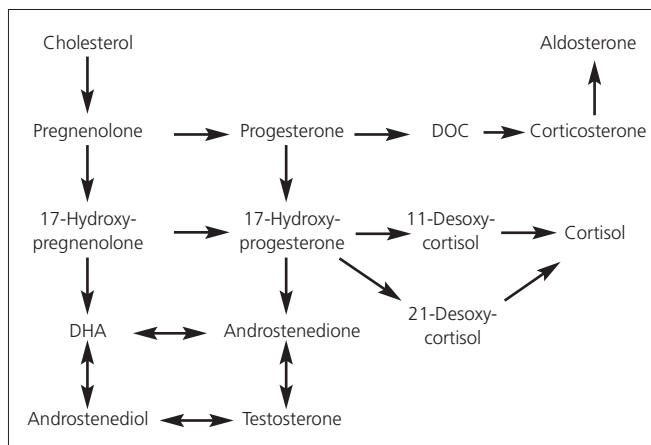 Cholesterol
Aldosterone
Pregnenolone
Progesterone
DOC
Corticosterone
17-Hydroxy-
pregnenolone
17-Hydroxy-
progesterone
11-Desoxy-
cortisol
Cortisol
21-Desoxy-
cortisol
DHA
Androstenedione
Androstenediol
Testosterone